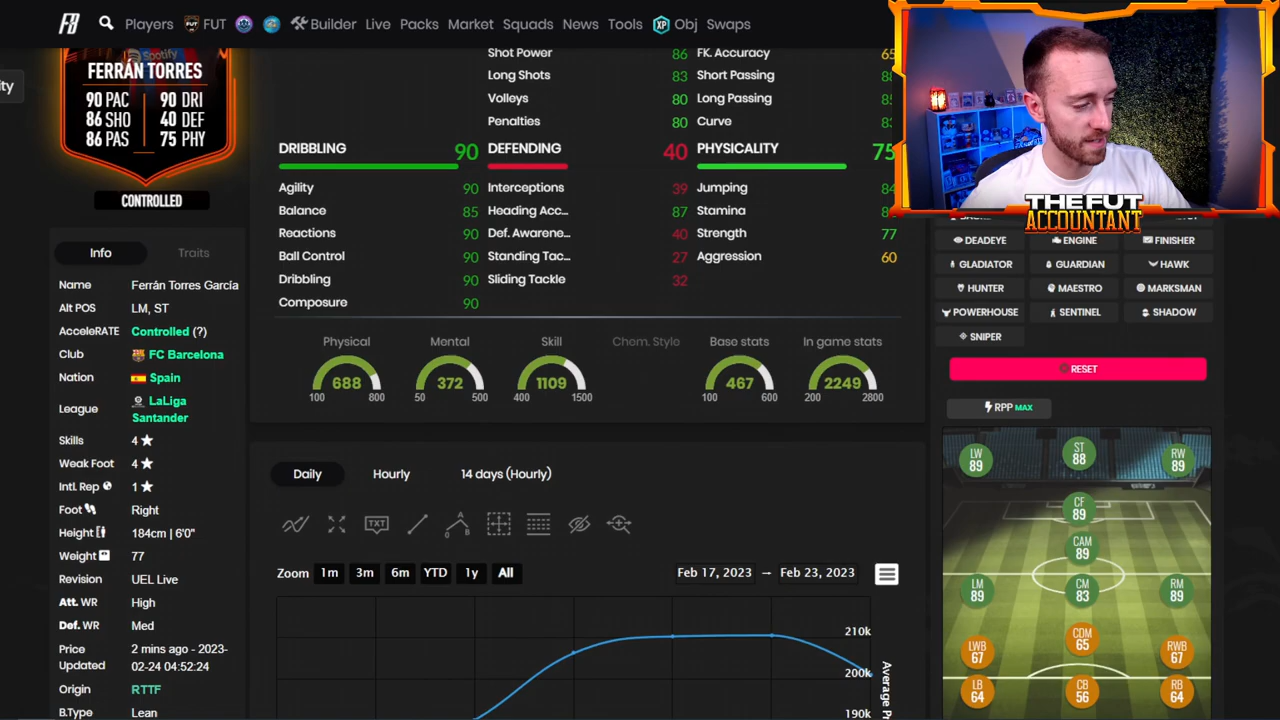 F8 Players FUT Builder Live Packs Market Squads News Tools XP Obj Swaps
Spotify
FERRÁN TORRES
90 PAC 90 DRI
86 SHO 40 DEF
86 PAS 75 PHY
CONTROLLED
ty
Info Traits
Name Ferrán Torres García
Alt POS LM, ST
AcceleRATE Controlled (?)
Club FC Barcelona
Nation Spain
League LaLiga
Santander
Skills 4★
Weak Foot 4★
Intl. Rep 1★
Foot Right
Height 184cm | 6'0"
Weight 77
Revision UEL Live
Att. WR High
Def. WR Med
Price
Updated
2 mins ago - 2023-
02-24 04:52:24
Origin RTTF
B.Type Lean
Shot Power 86
Long Shots 83
Volleys 80
Penalties 80
FK. Accuracy
Short Passing
Long Passing
Curve
DRIBBLING 90
Agility 90
Balance 85
Reactions 90
Ball Control 90
Dribbling 90
Composure 90
DEFENDING 40
Interceptions 39
Heading Acc... 87
Def. Awarene... 40
Standing Tac... 27
Sliding Tackle 32
PHYSICALITY 75
Jumping
Stamina
Strength 77
Aggression 60
Physical Mental Skill Chem. Style Base stats In game stats
688 372 1109 467 2249
100 800 50 500 400 1500 100 600 200 2800
Daily Hourly 14 days (Hourly)
TXT
Zoom 1m 3m 6m YTD 1y All Feb 17, 2023 → Feb 23, 2023
210k
200k
190k
THE FUT
ACCOUNTANT
DEADEYE ENGINE FINISHER
GLADIATOR GUARDIAN HAWK
HUNTER MAESTRO MARKSMAN
POWERHOUSE SENTINEL SHADOW
SNIPER
RESET
RPP MAX
LW
89
ST
88
RW
89
CF
89
CAM
89
LM
89
CM
83
RM
89
LWB
67
CDM
65
RWB
67
LB
64
CB
56
RB
64